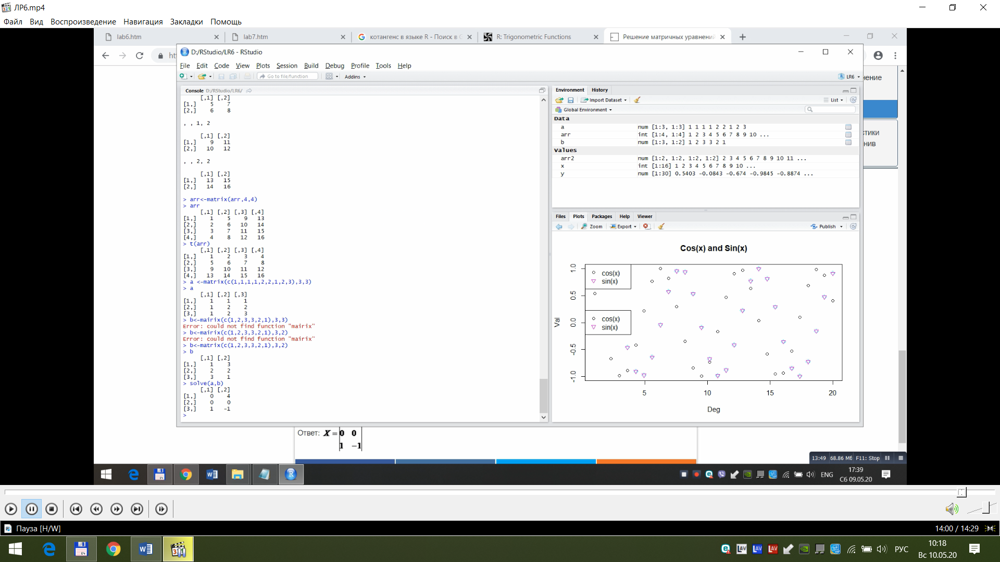 ЛР6.mp4
Файл Вид Воспроизведение Навигация Закладки Помощь
lab6.htm
lab7.htm
котангенс в языке R - Поиск в
R: Trigonometric Functions
Решение матричных уравнений
D:/RStudio/LR6 - RStudio
File Edit Code View Plots Session Build Debug Profile Tools Help
Go to file/function
Addins
LR6
Console D:/RStudio/LR6/
[,1] [,2]
[1,] 5 7
[2,] 6 8
, , 1, 2
[,1] [,2]
[1,] 9 11
[2,] 10 12
, , 2, 2
[,1] [,2]
[1,] 13 15
[2,] 14 16
> arr<-matrix(arr,4,4)
> arr
[,1] [,2] [,3] [,4]
[1,] 1 5 9 13
[2,] 2 6 10 14
[3,] 3 7 11 15
[4,] 4 8 12 16
> t(arr)
[,1] [,2] [,3] [,4]
[1,] 1 2 3 4
[2,] 5 6 7 8
[3,] 9 10 11 12
[4,] 13 14 15 16
> a <-matrix(c(1,1,1,1,2,2,1,2,3),3,3)
> a
[,1] [,2] [,3]
[1,] 1 1 1
[2,] 1 2 2
[3,] 1 2 3
> b<-mairix(c(1,2,3,3,2,1),3,3)
Error: could not find function "mairix"
> b<-mairix(c(1,2,3,3,2,1),3,2)
Error: could not find function "mairix"
> b<-matrix(c(1,2,3,3,2,1),3,2)
> b
[,1] [,2]
[1,] 1 3
[2,] 2 2
[3,] 3 1
> solve(a,b)
[,1] [,2]
[1,] 0 4
[2,] 0 0
[3,] 1 -1
>
Environment History
Import Dataset
List
Global Environment
Data
a num [1:3, 1:3] 1 1 1 1 2 2 1 2 3
arr int [1:4, 1:4] 1 2 3 4 5 6 7 8 9 10 ...
b num [1:3, 1:2] 1 2 3 3 2 1
Values
arr2 num [1:2, 1:2, 1:2, 1:2] 2 3 4 5 6 7 8 9 10 11 ...
x int [1:16] 1 2 3 4 5 6 7 8 9 10 ...
y num [1:30] 0.5403 -0.0843 -0.674 -0.9845 -0.8874 ...
Files Plots Packages Help Viewer
Zoom Export Publish
Cos(x) and Sin(x)
cos(x)
sin(x)
cos(x)
sin(x)
Val
1.0
0.5
0.0
-0.5
-1.0
5 10 15 20
Deg
Ответ: X = 0 0
1 -1
13:49 68.86 Мб F11: Stop
ENG
17:39
Сб 09.05.20
Пауза [H/W]
14:00 / 14:29
РУС
10:18
Вс 10.05.20